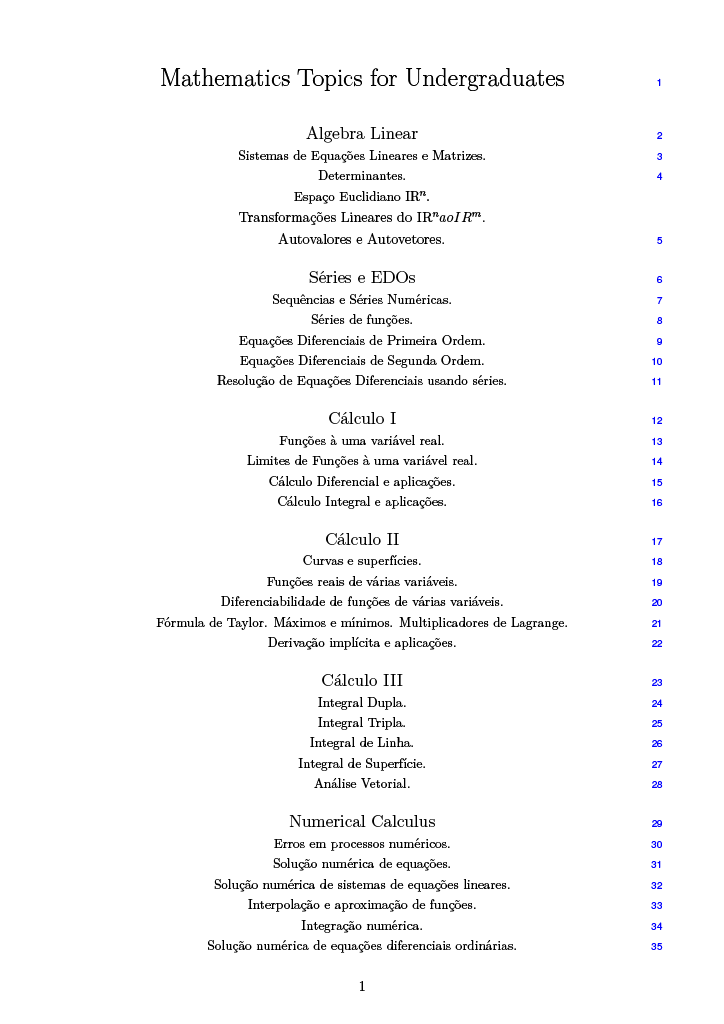 Mathematics Topics for Undergraduates 1
Algebra Linear 2
Sistemas de Equações Lineares e Matrizes. 3
Determinantes. 4
Espaço Euclidiano IRⁿ.
Transformações Lineares do IRⁿaoIRᵐ.
Autovalores e Autovetores. 5
Séries e EDOs 6
Sequências e Séries Numéricas. 7
Séries de funções. 8
Equações Diferenciais de Primeira Ordem. 9
Equações Diferenciais de Segunda Ordem. 10
Resolução de Equações Diferenciais usando séries. 11
Cálculo I 12
Funções à uma variável real. 13
Limites de Funções à uma variável real. 14
Cálculo Diferencial e aplicações. 15
Cálculo Integral e aplicações. 16
Cálculo II 17
Curvas e superfícies. 18
Funções reais de várias variáveis. 19
Diferenciabilidade de funções de várias variáveis. 20
Fórmula de Taylor. Máximos e mínimos. Multiplicadores de Lagrange. 21
Derivação implícita e aplicações. 22
Cálculo III 23
Integral Dupla. 24
Integral Tripla. 25
Integral de Linha. 26
Integral de Superfície. 27
Análise Vetorial. 28
Numerical Calculus 29
Erros em processos numéricos. 30
Solução numérica de equações. 31
Solução numérica de sistemas de equações lineares. 32
Interpolação e aproximação de funções. 33
Integração numérica. 34
Solução numérica de equações diferenciais ordinárias. 35
1